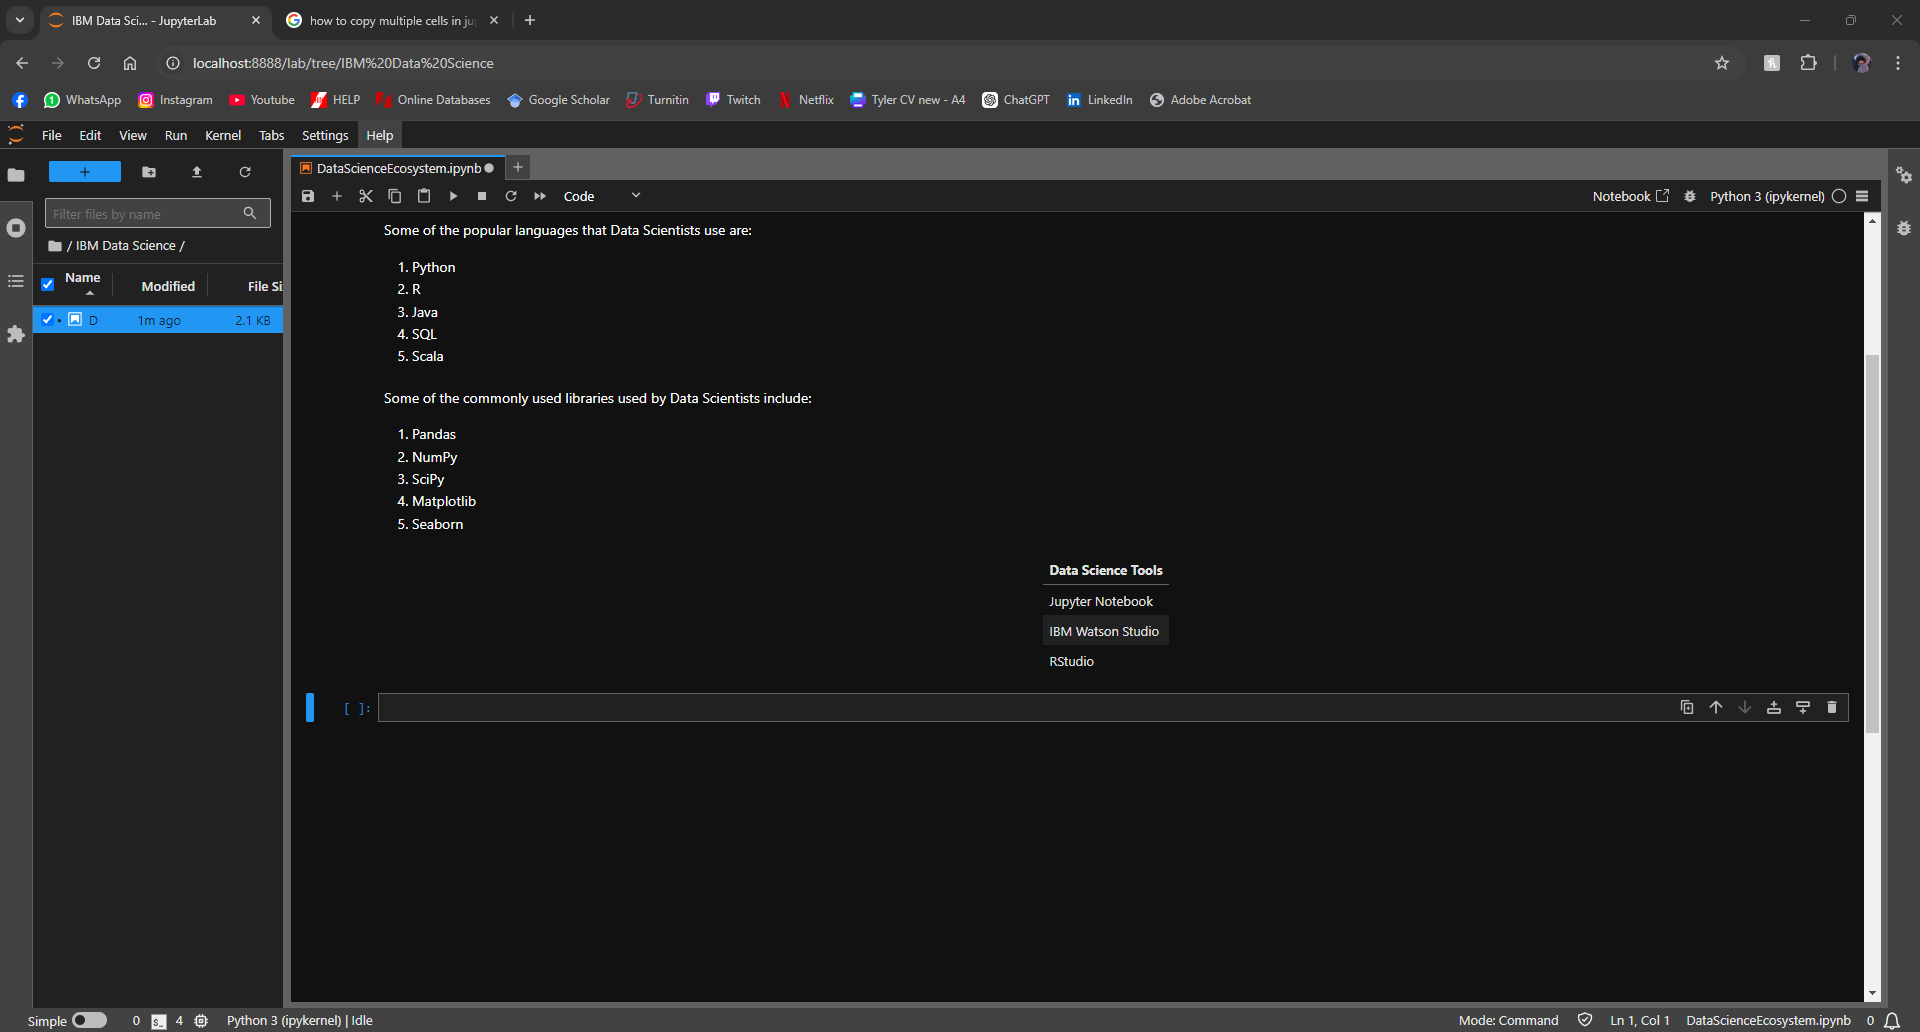 IBM Data Sci... - JupyterLab
how to copy multiple cells in ju
localhost:8888/lab/tree/IBM%20Data%20Science
WhatsApp Instagram Youtube HELP Online Databases Google Scholar Turnitin Twitch Netflix Tyler CV new - A4 ChatGPT LinkedIn Adobe Acrobat
File Edit View Run Kernel Tabs Settings Help
DataScienceEcosystem.ipynb
Code
Notebook
Python 3 (ipykernel)
Filter files by name
/ IBM Data Science /
Name Modified File Si
D 1m ago 2.1 KB
Some of the popular languages that Data Scientists use are:
1. Python
2. R
3. Java
4. SQL
5. Scala
Some of the commonly used libraries used by Data Scientists include:
1. Pandas
2. NumPy
3. SciPy
4. Matplotlib
5. Seaborn
Data Science Tools
Jupyter Notebook
IBM Watson Studio
RStudio
[ ]:
Simple 0 4 Python 3 (ipykernel) | Idle
Mode: Command Ln 1, Col 1 DataScienceEcosystem.ipynb 0